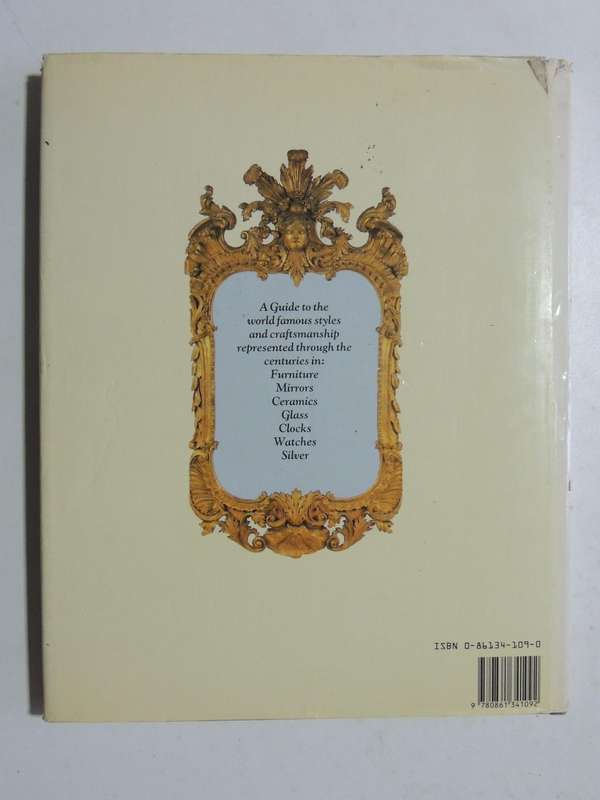 A Guide to the
world famous styles
and craftsmanship
represented through the
centuries in:
Furniture
Mirrors
Ceramics
Glass
Clocks
Watches
Silver
ISBN 0-86134-109-0
9 780861 341092